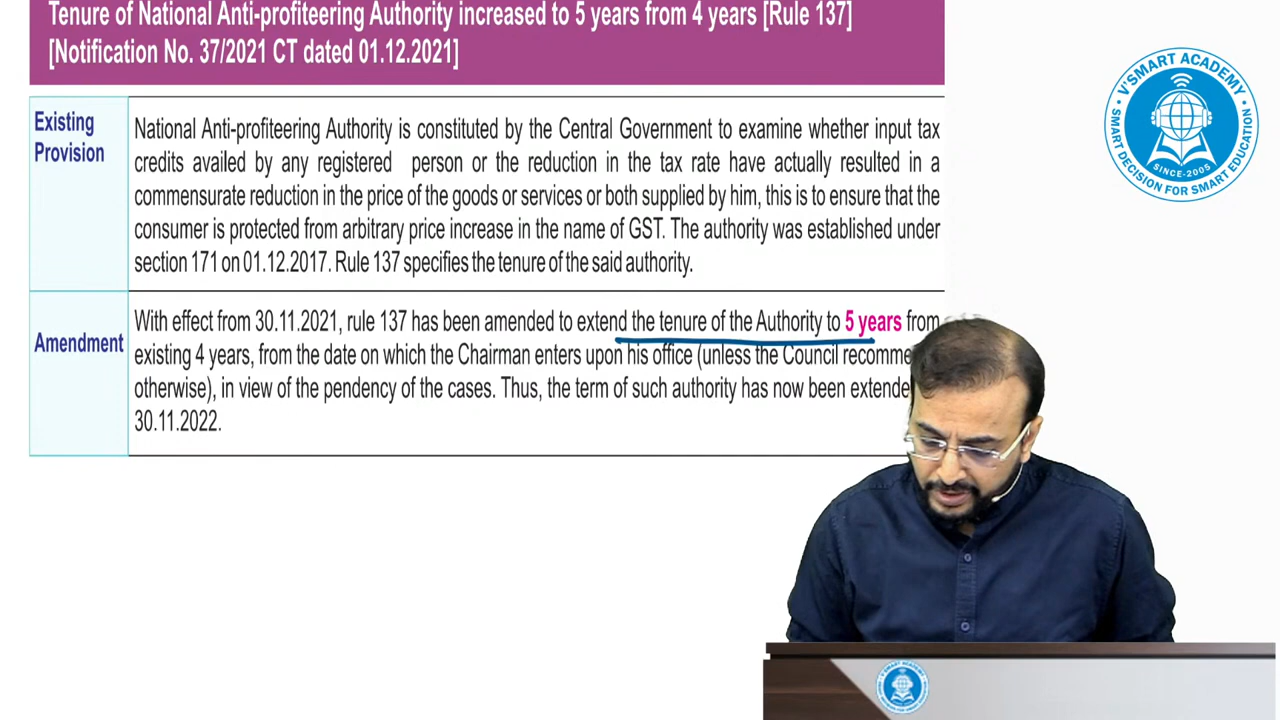 Tenure of National Anti-profiteering Authority increased to 5 years from 4 years [Rule 137]
[Notification No. 37/2021 CT dated 01.12.2021]
Existing
Provision
National Anti-profiteering Authority is constituted by the Central Government to examine whether input tax
credits availed by any registered person or the reduction in the tax rate have actually resulted in a
commensurate reduction in the price of the goods or services or both supplied by him, this is to ensure that the
consumer is protected from arbitrary price increase in the name of GST. The authority was established under
section 171 on 01.12.2017. Rule 137 specifies the tenure of the said authority.
Amendment
With effect from 30.11.2021, rule 137 has been amended to extend the tenure of the Authority to 5 years from
existing 4 years, from the date on which the Chairman enters upon his office (unless the Council
otherwise), in view of the pendency of the cases. Thus, the term of such authority has now been
30.11.2022.
V'SMART ACADEMY
SMART DECISION FOR SMART EDUCATION
SINCE-2005
V'SMART ACADEMY